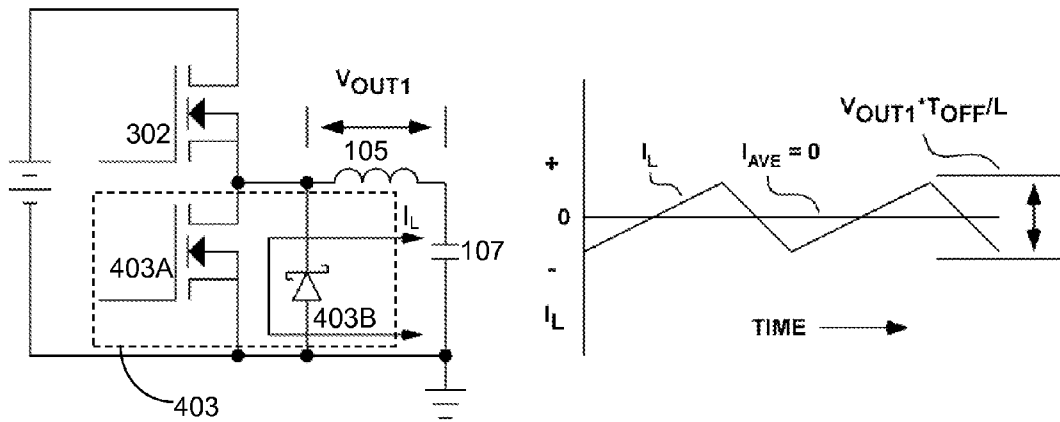 VOUT1
302
105
IL
403A
107
403B
403
VOUT1*TOFF/L
+
IL
IAVE = 0
0
-
IL
TIME